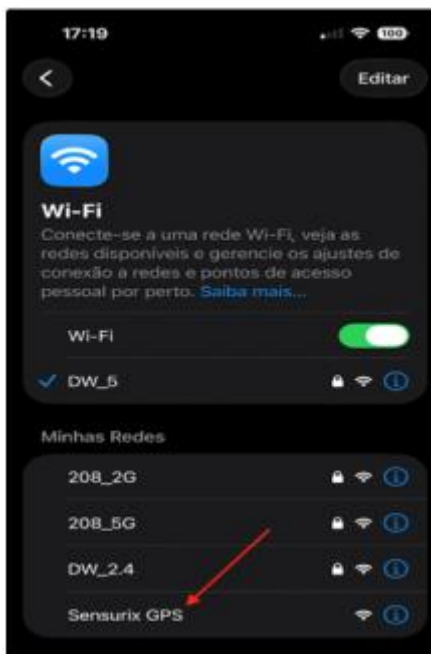 17:19
100
Editar
Wi-Fi
Conecte-se a uma rede Wi-Fi, veja as
redes disponíveis e gerencie os ajustes de
conexão a redes e pontos de acesso
pessoal por perto. Saiba mais...
Wi-Fi
DW_5
Minhas Redes
208_2G
208_5G
DW_2.4
Sensurix GPS